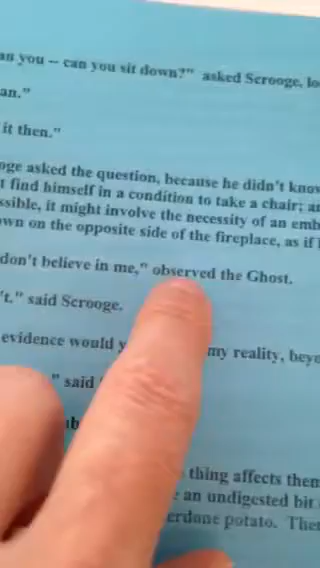 an you -- can you sit down?" asked Scrooge, lo
an."
it then."
oge asked the question, because he didn't know
t find himself in a condition to take a chair; an
ssible, it might involve the necessity of an emb
wn on the opposite side of the fireplace, as if
don't believe in me," observed the Ghost.
't." said Scrooge.
evidence would y my reality, beyo
" said
thing affects them
an undigested bit
erdone potato. The